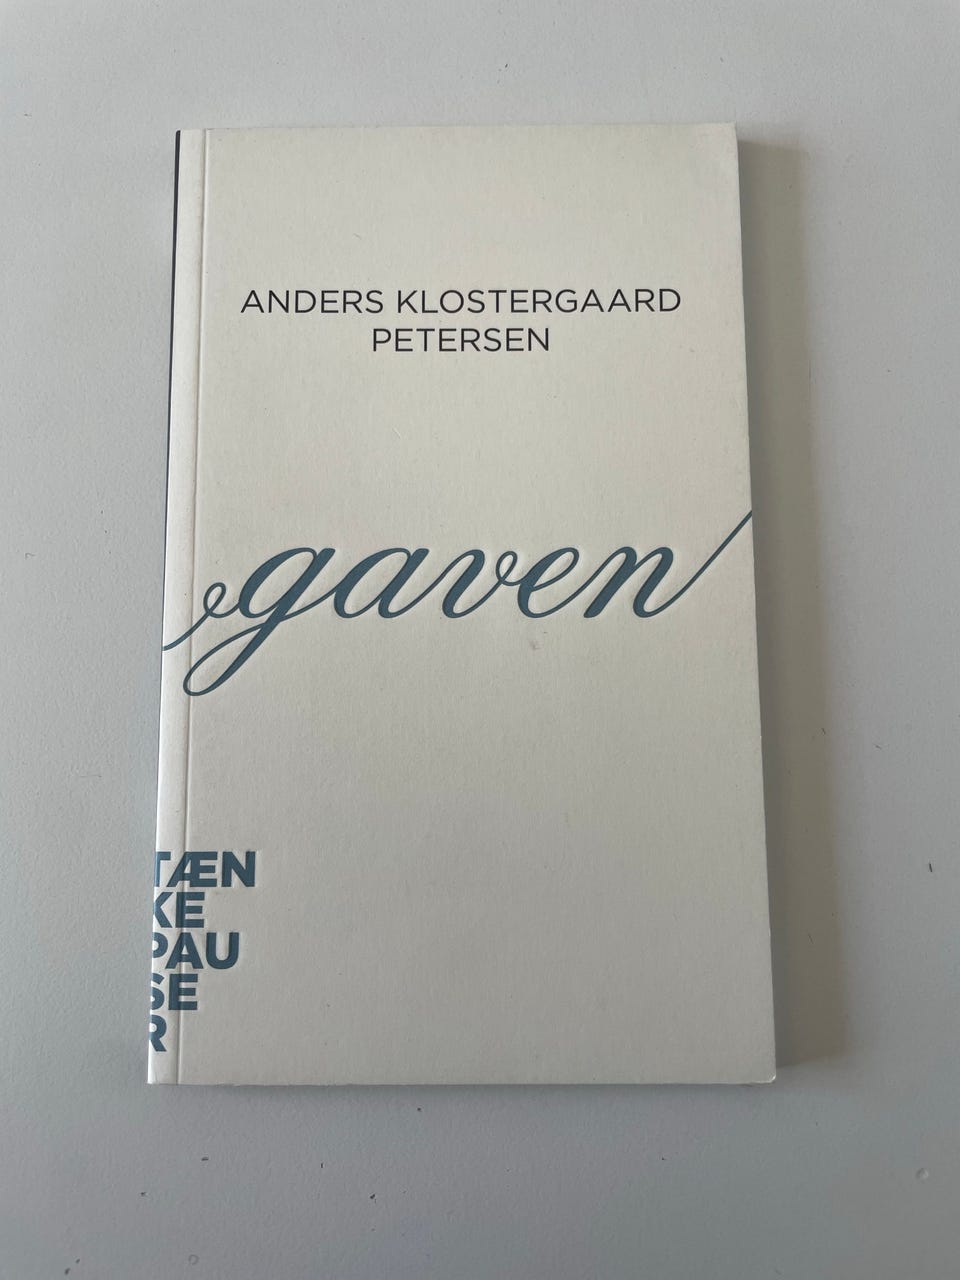 ANDERS KLOSTERGAARD
PETERSEN
gaven
TÆN
KE
PAU
SE
R